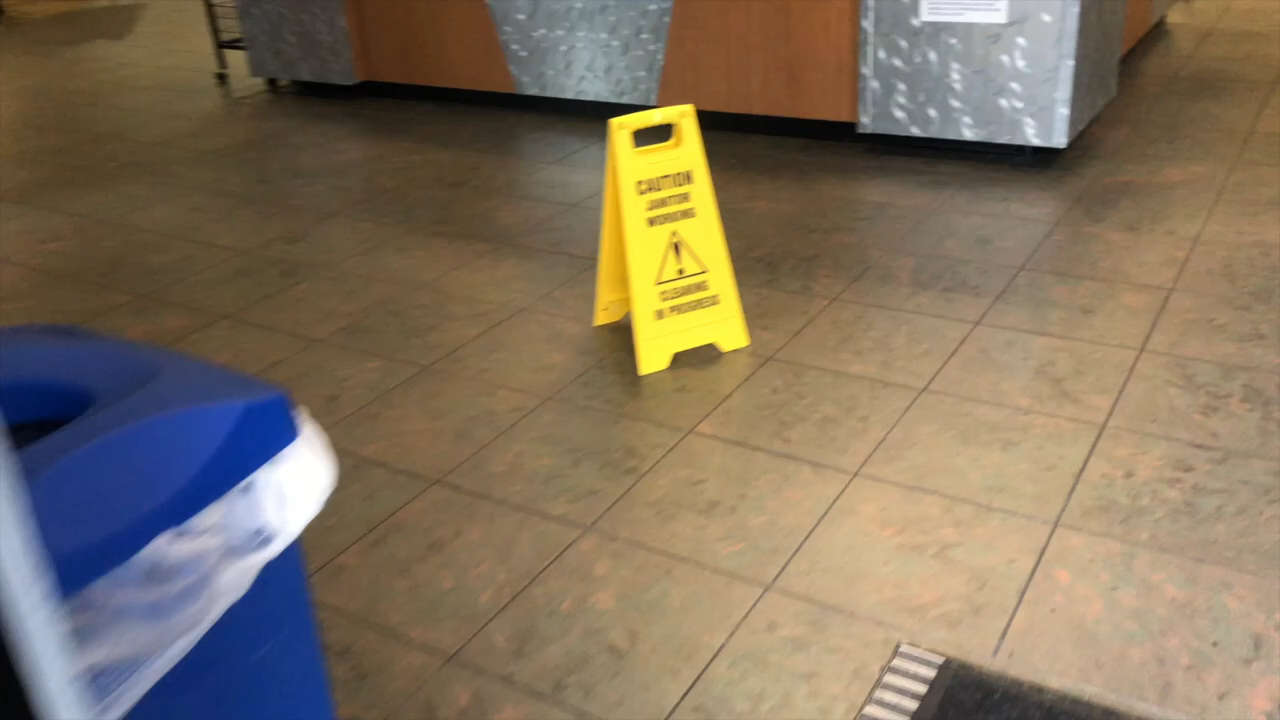 CAUTION
JANITOR
WORKING
CLEANING
IN PROGRESS